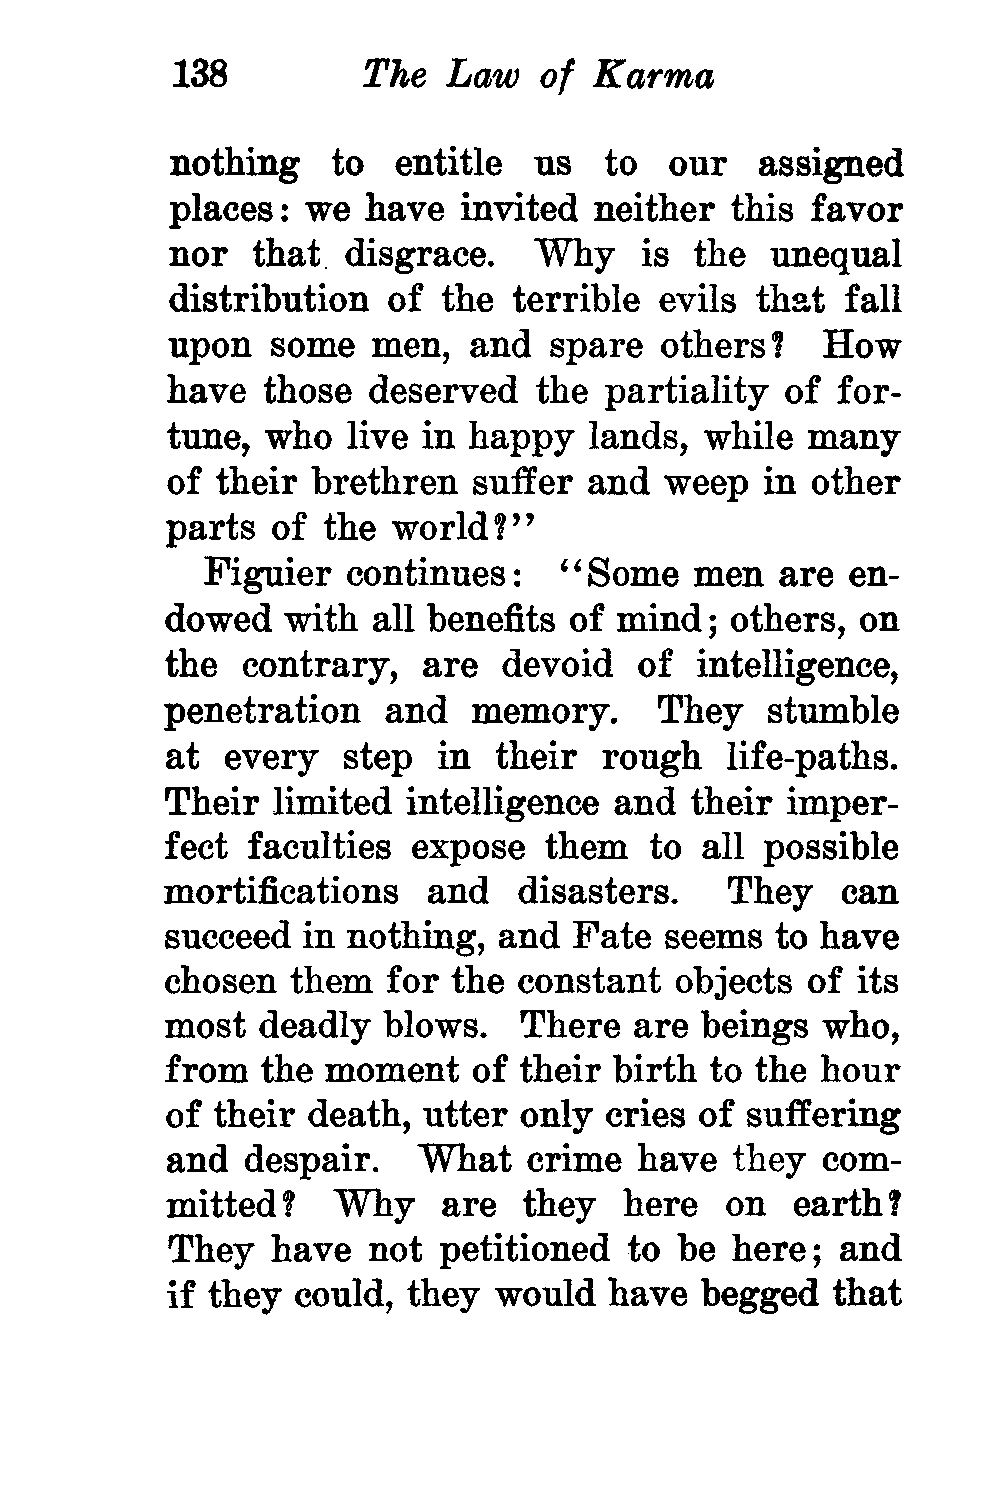 138 The Law of Karma
nothing to entitle us to our assigned
places: we have invited neither this favor
nor that disgrace. Why is the unequal
distribution of the terrible evils that fall
upon some men, and spare others? How
have those deserved the partiality of for-
tune, who live in happy lands, while many
of their brethren suffer and weep in other
parts of the world?''
Figuier continues: ''Some men are en-
dowed with all benefits of mind; others, on
the contrary, are devoid of intelligence,
penetration and memory. They stumble
at every step in their rough life-paths.
Their limited intelligence and their imper-
fect faculties expose them to all possible
mortifications and disasters. They can
succeed in nothing, and Fate seems to have
chosen them for the constant objects of its
most deadly blows. There are beings who,
from the moment of their birth to the hour
of their death, utter only cries of suffering
and despair. What crime have they com-
mitted? Why are they here on earth?
They have not petitioned to be here; and
if they could, they would have begged that